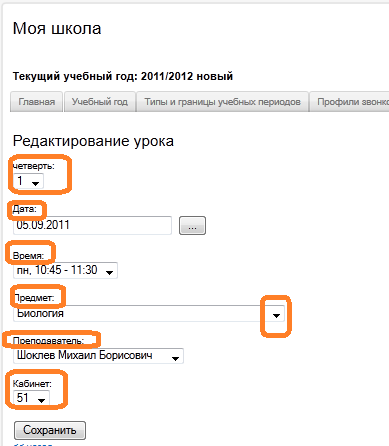 Моя школа
Текущий учебный год: 2011/2012 новый
Главная Учебный год Типы и границы учебных периодов Профили звонко
Редактирование урока
четверть:
1
Дата:
05.09.2011 ...
Время:
пн, 10:45 - 11:30
Предмет:
Биология
Преподаватель:
Шоклев Михаил Борисович
Кабинет:
51
Сохранить